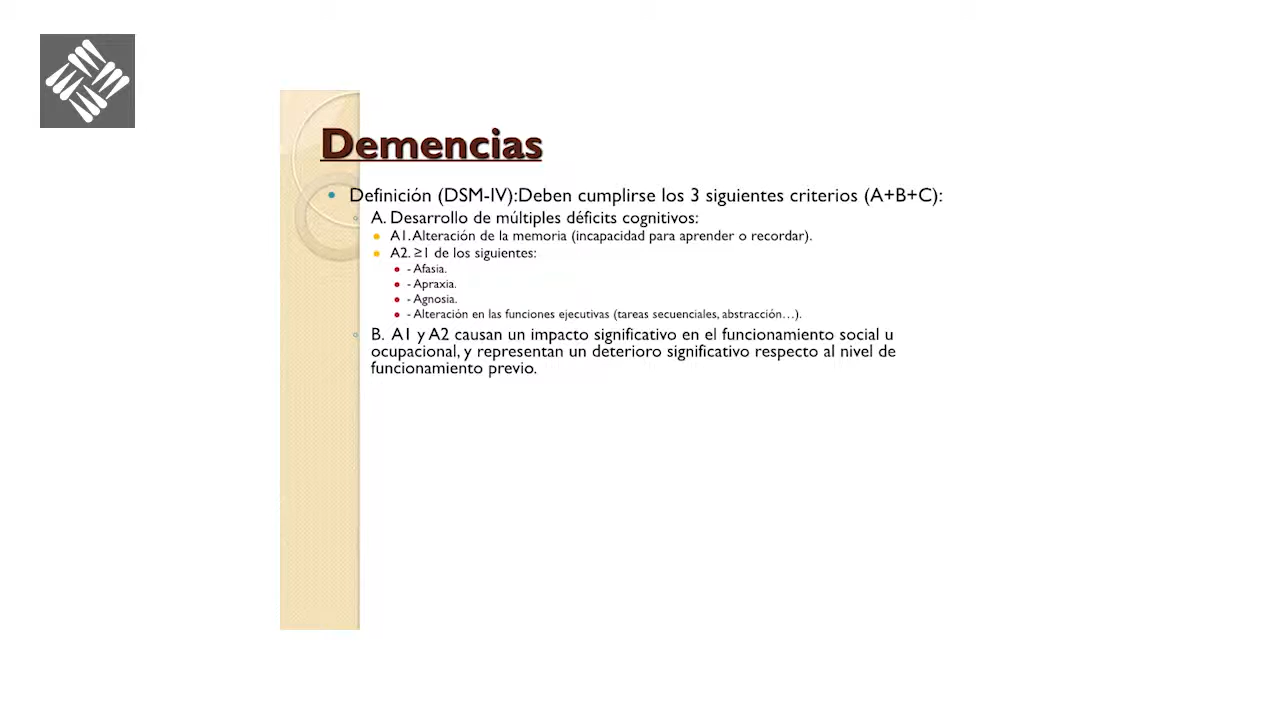 Demencias
Definición (DSM-IV):Deben cumplirse los 3 siguientes criterios (A+B+C):
A. Desarrollo de múltiples déficits cognitivos:
A1. Alteración de la memoria (incapacidad para aprender o recordar).
A2. ≥1 de los siguientes:
- Afasia.
- Apraxia.
- Agnosia.
- Alteración en las funciones ejecutivas (tareas secuenciales, abstracción…).
B. A1 y A2 causan un impacto significativo en el funcionamiento social u
ocupacional, y representan un deterioro significativo respecto al nivel de
funcionamiento previo.